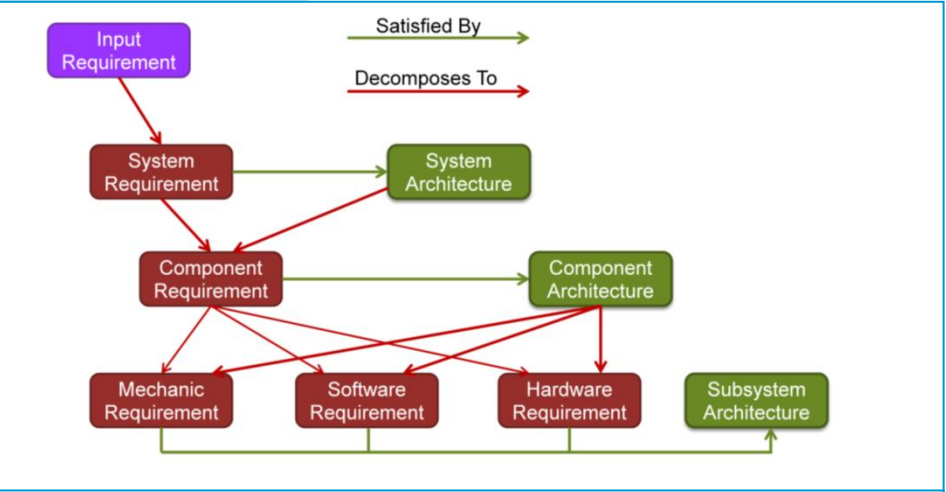 Input
Requirement
Satisfied By
Decomposes To
System
Requirement
System
Architecture
Component
Requirement
Component
Architecture
Mechanic
Requirement
Software
Requirement
Hardware
Requirement
Subsystem
Architecture